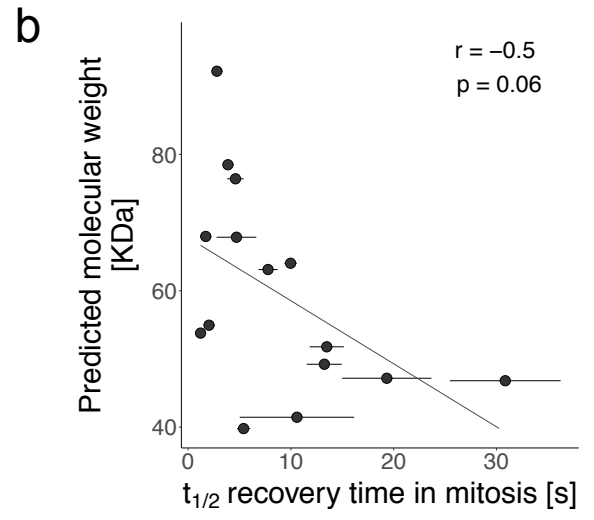 b
r = −0.5
p = 0.06
Predicted molecular weight
[KDa]
80
60
40
0 10 20 30
t1/2 recovery time in mitosis [s]